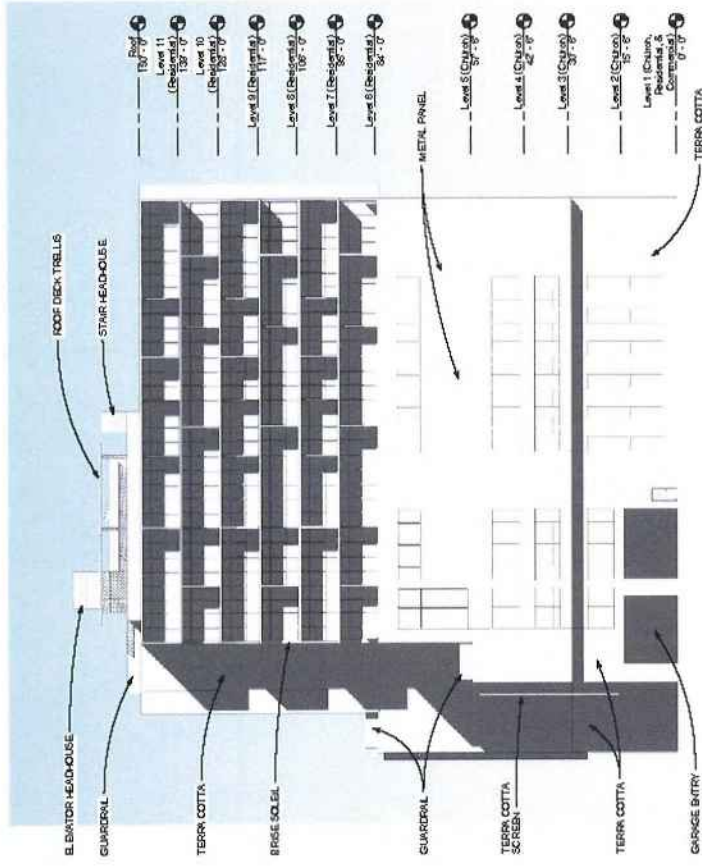 ELEVATOR HEADHOUSE
GUARDRAIL
TERRA COTTA
BRISE SOLEIL
GUARDRAIL
TERRA COTTA
SCREEN
TERRA COTTA
GARAGE ENTRY
ROOF DECK TRELLIS
STAIR HEADHOUSE
METAL PANEL
TERRA COTTA
Roof
150' - 0"
Level 11
(Residential)
139' - 0"
Level 10
(Residential)
128' - 0"
Level 9 (Residential)
117' - 0"
Level 8 (Residential)
106' - 0"
Level 7 (Residential)
95' - 0"
Level 6 (Residential)
84' - 0"
Level 5 (Church)
57' - 6"
Level 4 (Church)
42' - 6"
Level 3 (Church)
30' - 6"
Level 2 (Church)
15' - 6"
Level 1 (Church,
Residential, &
Commercial)
0' - 0"